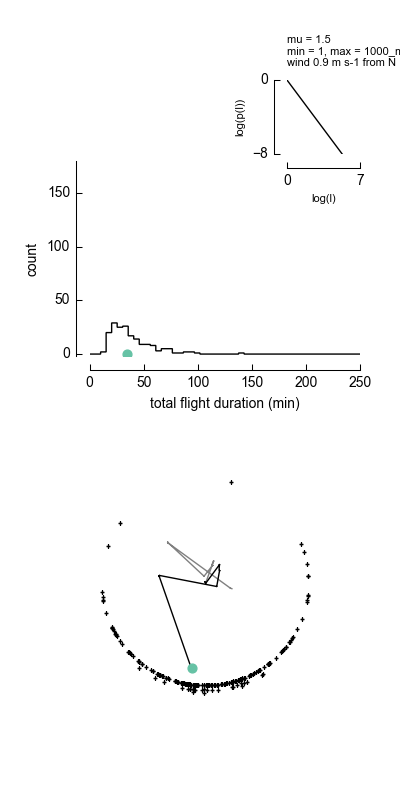 mu = 1.5
min = 1, max = 1000_m
wind 0.9 m s-1 from N
0
log(p(l))
−8
0
7
log(l)
150
count
100
50
0
0
50
100
150
200
250
total flight duration (min)